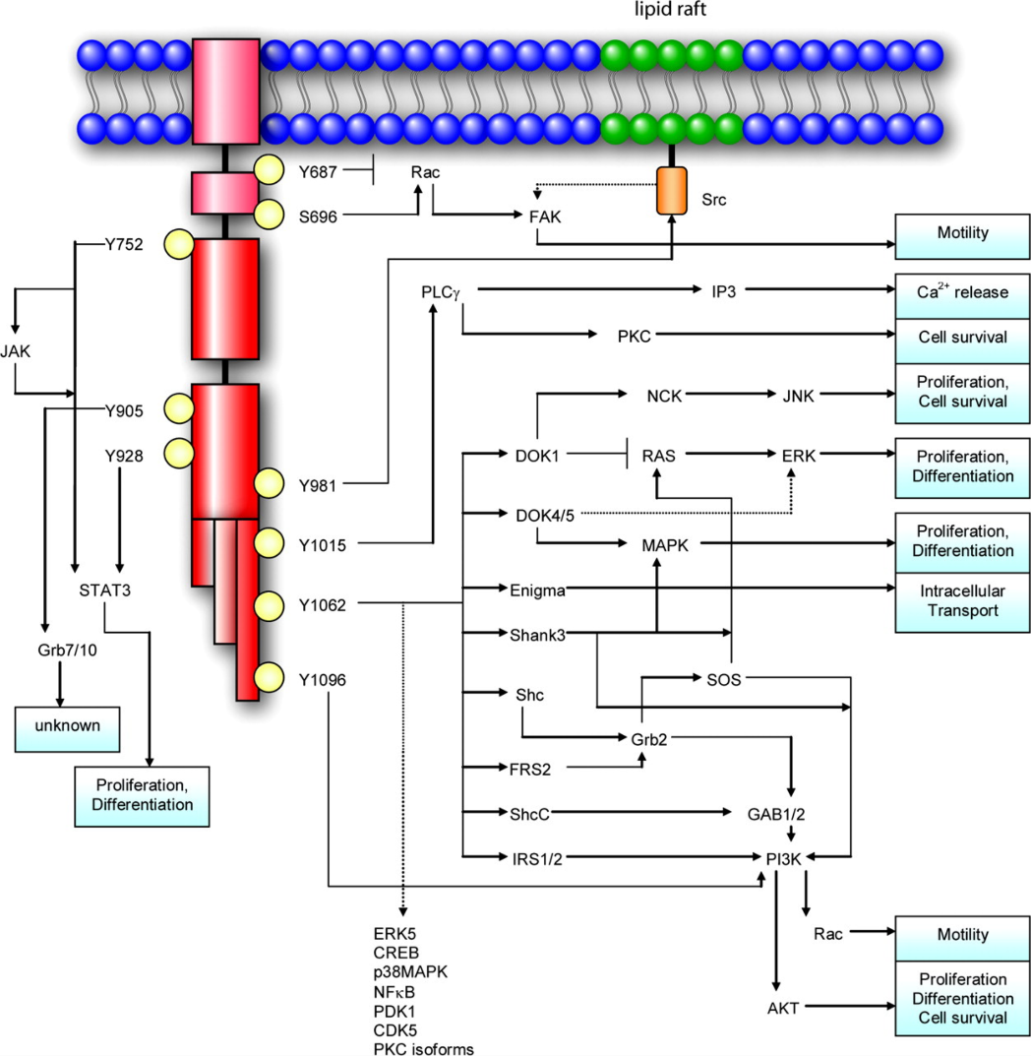 lipid raft
Y687
Rac
S696
FAK
Src
Motility
Y752
PLCγ
IP3
Ca2+ release
JAK
PKC
Cell survival
Proliferation,
Cell survival
NCK
JNK
Y905
Y928
DOK1
RAS
ERK
Proliferation,
Differentiation
Y981
DOK4/5
Y1015
MAPK
Proliferation,
Differentiation
STAT3
Enigma
Intracellular
Transport
Y1062
Shank3
Grb7/10
Y1096
SOS
Shc
unknown
Grb2
FRS2
Proliferation,
Differentiation
ShcC
GAB1/2
IRS1/2
PI3K
ERK5
CREB
p38MAPK
NFκB
PDK1
CDK5
PKC isoforms
Rac
Motility
AKT
Proliferation
Differentiation
Cell survival